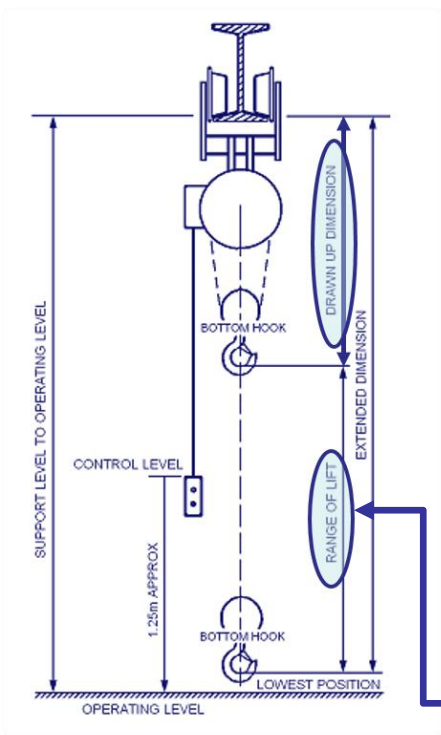 DRAWN UP DIMENSION
SUPPORT LEVEL TO OPERATING LEVEL
EXTENDED DIMENSION
BOTTOM HOOK
CONTROL LEVEL
RANGE OF LIFT
1.25m APPROX
BOTTOM HOOK
LOWEST POSITION
OPERATING LEVEL